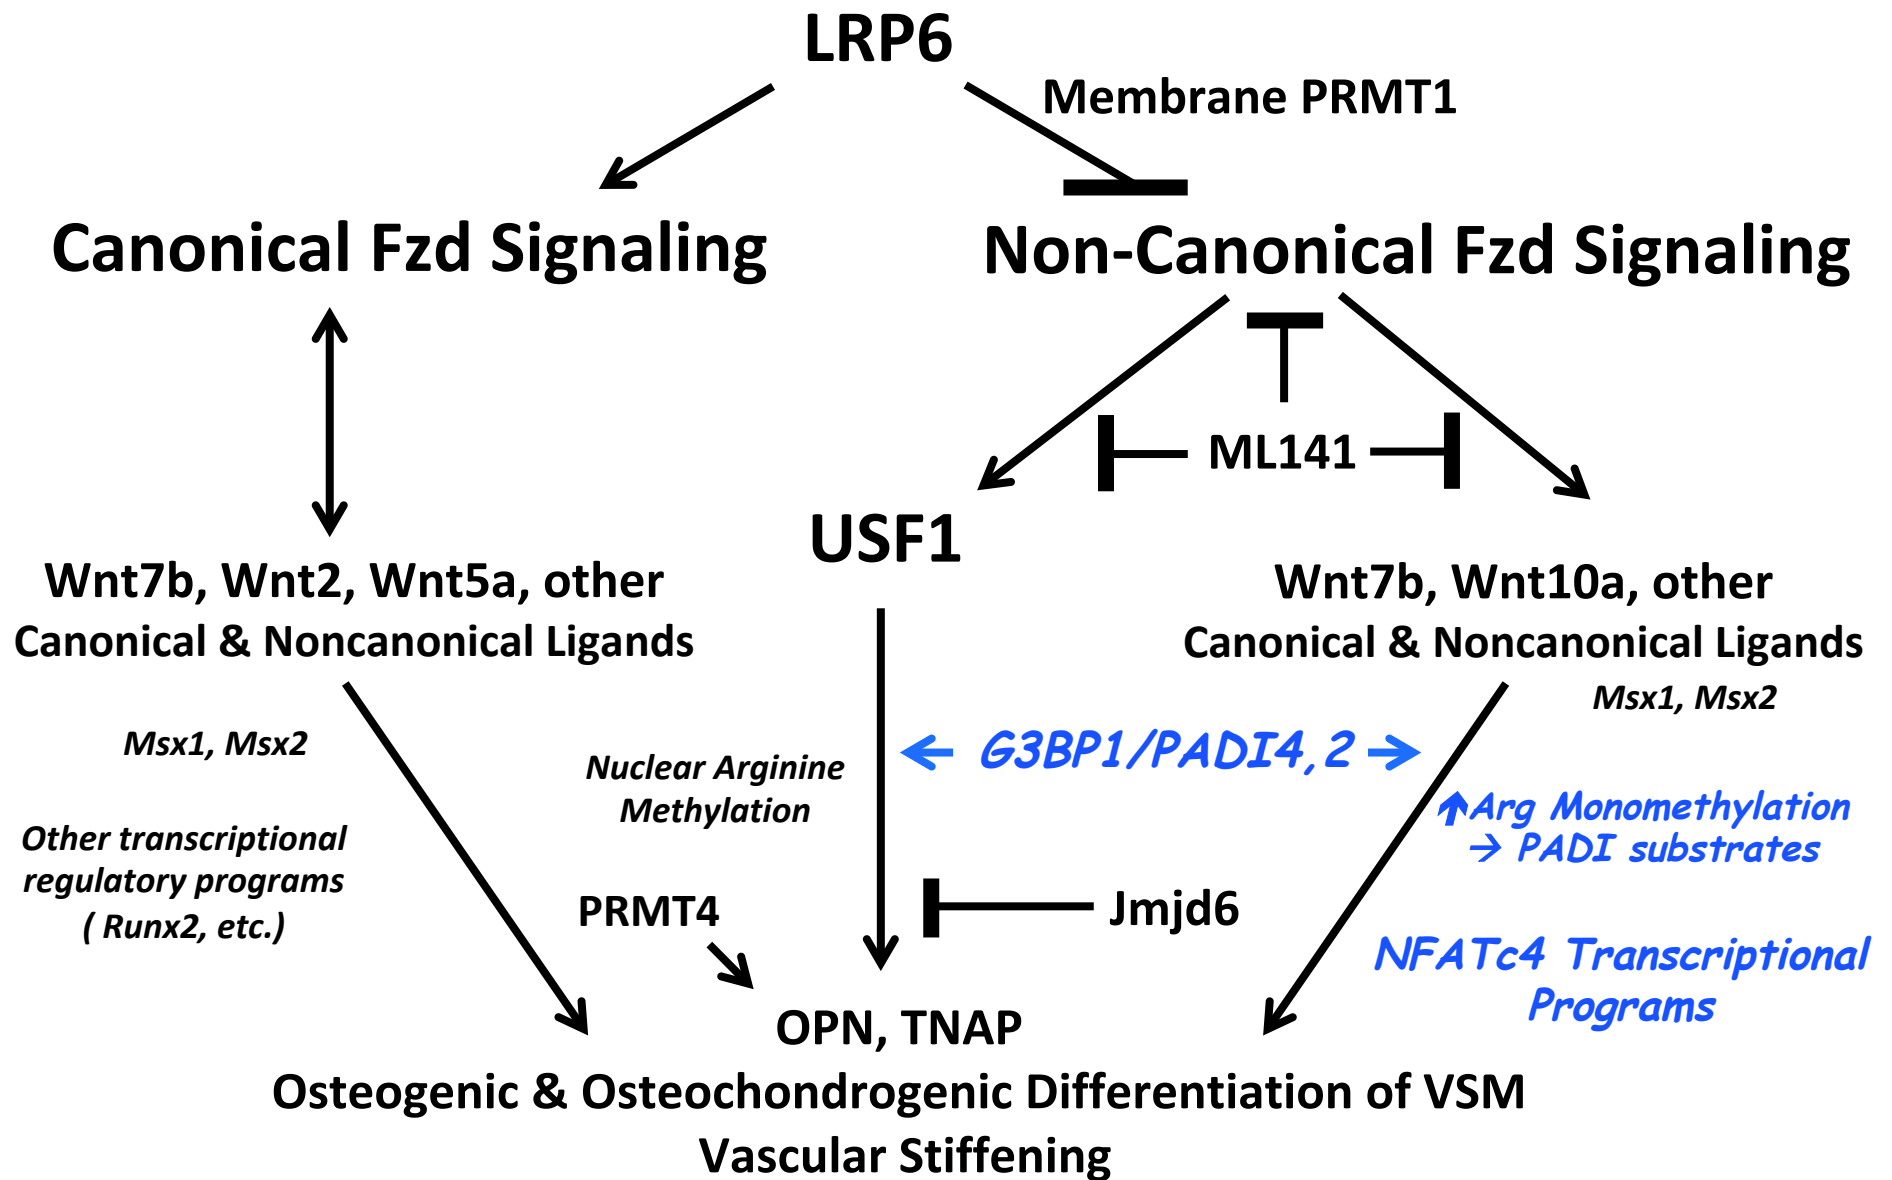 LRP6
Membrane PRMT1
Canonical Fzd Signaling
Non-Canonical Fzd Signaling
ML141
USF1
Wnt7b, Wnt2, Wnt5a, other
Canonical & Noncanonical Ligands
Wnt7b, Wnt10a, other
Canonical & Noncanonical Ligands
Msx1, Msx2
Msx1, Msx2
Other transcriptional
regulatory programs
( Runx2, etc.)
Nuclear Arginine
Methylation
G3BP1/PADI4,2
↑Arg Monomethylation
→ PADI substrates
PRMT4
Jmjd6
NFATc4 Transcriptional
Programs
OPN, TNAP
Osteogenic & Osteochondrogenic Differentiation of VSM
Vascular Stiffening